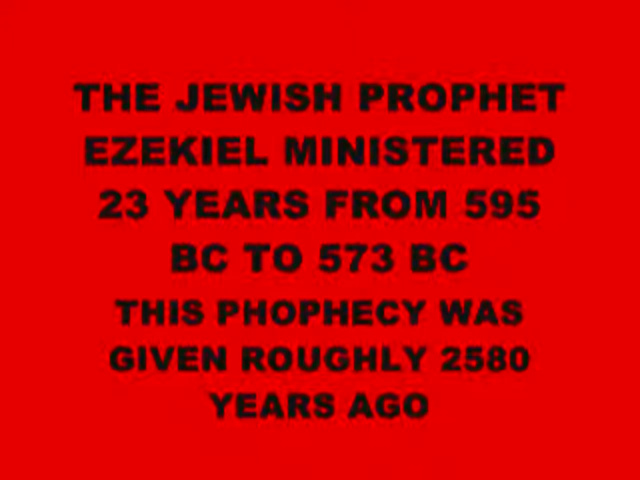 THE JEWISH PROPHET
EZEKIEL MINISTERED
23 YEARS FROM 595
BC TO 573 BC
THIS PHOPHECY WAS
GIVEN ROUGHLY 2580
YEARS AGO